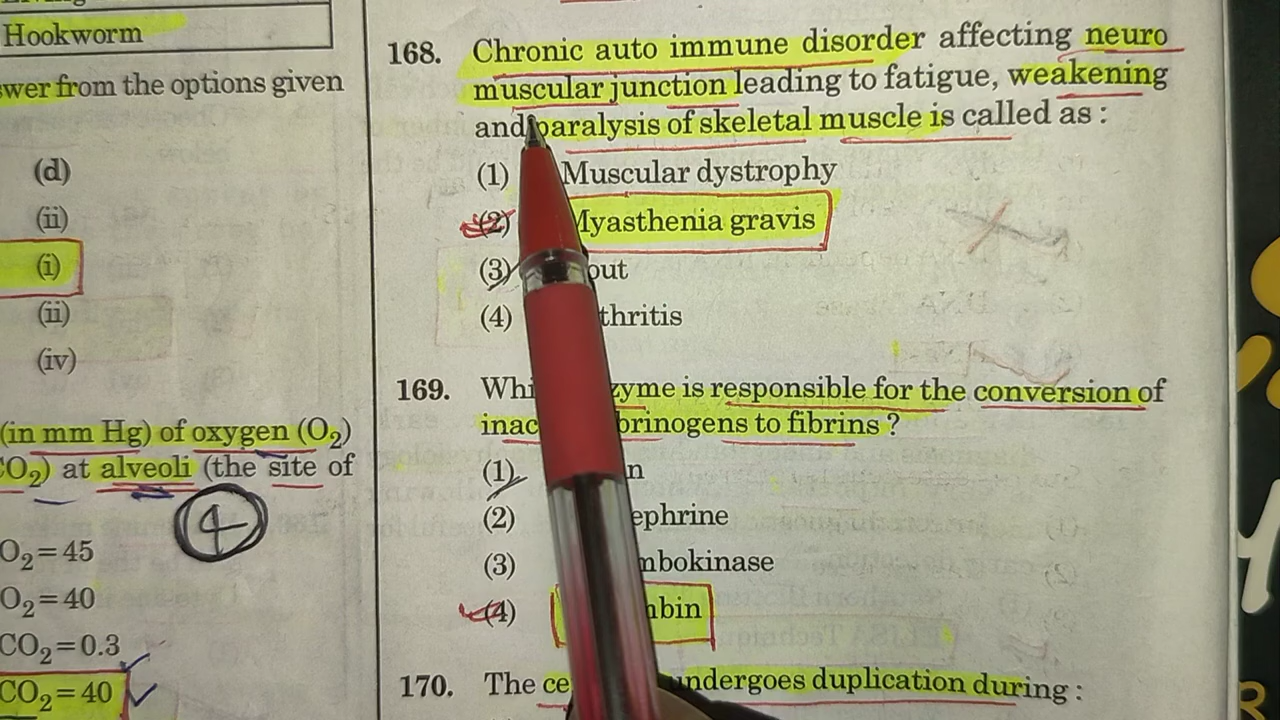 Hookworm
wer from the options given
(d)
(ii)
(i)
(ii)
(iv)
(in mm Hg) of oxygen (O₂)
CO₂) at alveoli (the site of
4
O₂=45
O₂=40
CO₂=0.3
CO₂=40
168. Chronic auto immune disorder affecting neuro
muscular junction leading to fatigue, weakening
and paralysis of skeletal muscle is called as :
(1) Muscular dystrophy
(2) Myasthenia gravis
(3) out
(4) thritis
169. Whi zyme is responsible for the conversion of
inac brinogens to fibrins ?
(1) n
(2) ephrine
(3) mbokinase
(4) mbin
170. The ce undergoes duplication during :